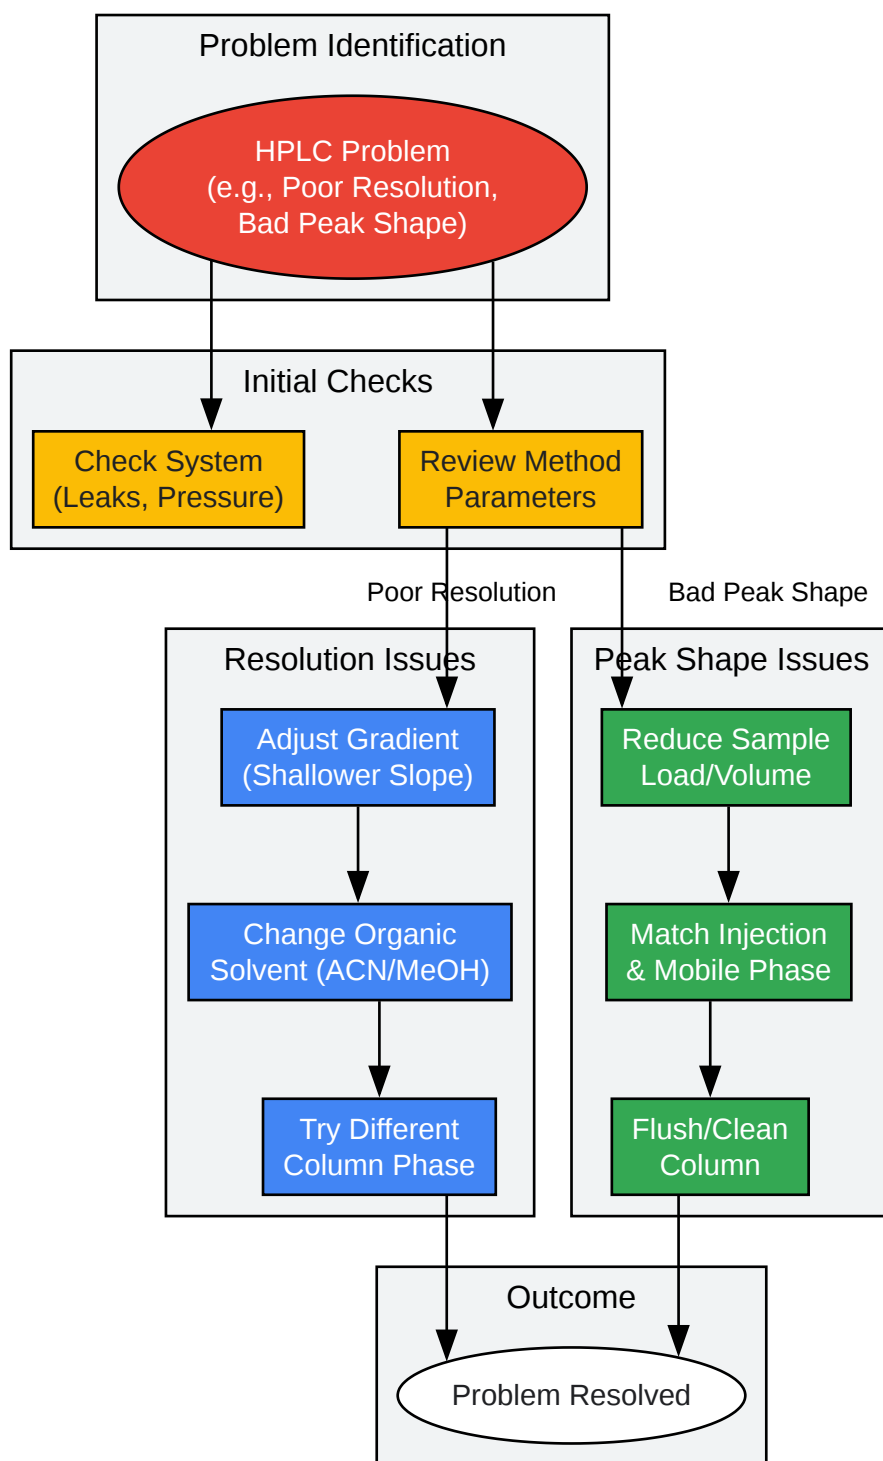 Problem Identification
HPLC Problem
(e.g., Poor Resolution,
Bad Peak Shape)
Initial Checks
Check System
(Leaks, Pressure)
Review Method
Parameters
Poor Resolution
Bad Peak Shape
Resolution Issues
Adjust Gradient
(Shallower Slope)
Change Organic
Solvent (ACN/MeOH)
Try Different
Column Phase
Peak Shape Issues
Reduce Sample
Load/Volume
Match Injection
& Mobile Phase
Flush/Clean
Column
Outcome
Problem Resolved